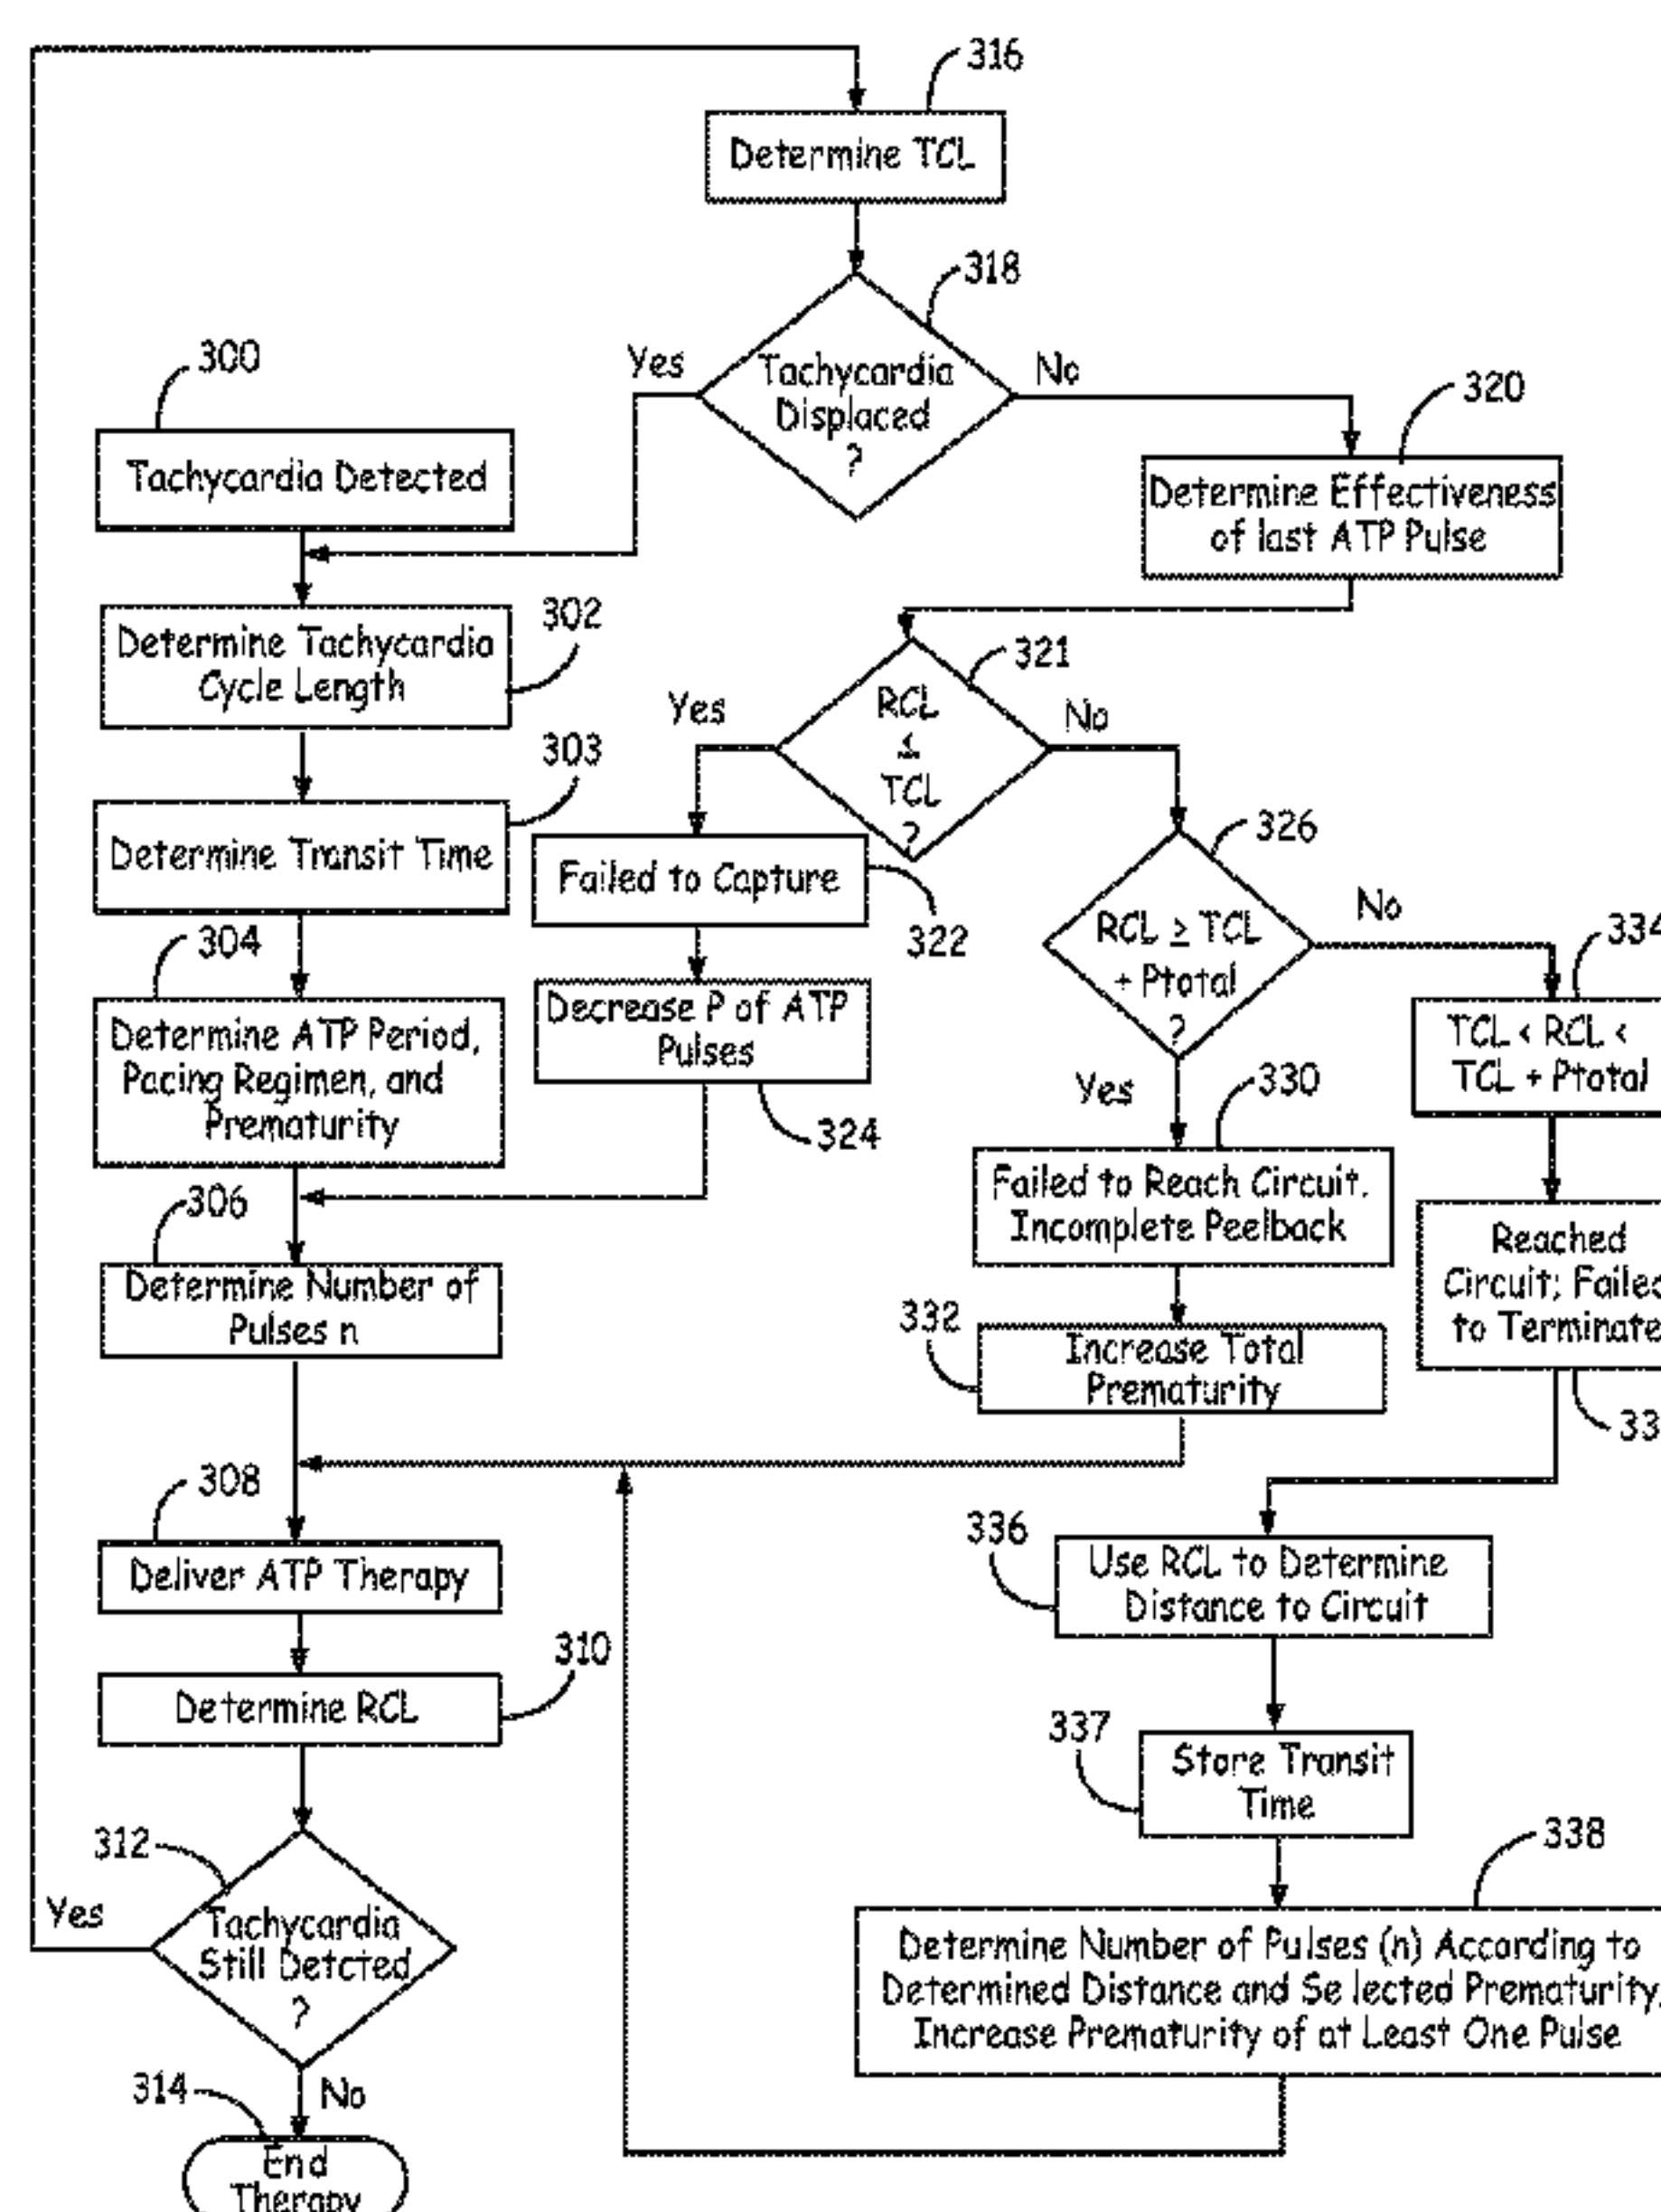 316
Determine TCL
318
Yes
Tachycardia
Displaced
?
No
300
Tachycardia Detected
320
Determine Effectiveness
of last ATP Pulse
302
Determine Tachycardia
Cycle Length
321
Yes
RCL
≤
TCL
?
No
303
Determine Transit Time
Failed to Capture
322
326
RCL ≥ TCL
+ Ptotal
?
No
Yes
334
TCL < RCL <
TCL + Ptotal
304
Determine ATP Period,
Pacing Regimen, and
Prematurity
Decrease P of ATP
Pulses
324
330
Failed to Reach Circuit.
Incomplete Peelback
Reached
Circuit; Failed
to Terminate
33
306
Determine Number of
Pulses n
332
Increase Total
Prematurity
308
Deliver ATP Therapy
336
Use RCL to Determine
Distance to Circuit
310
Determine RCL
337
Store Transit
Time
312
Yes
Tachycardia
Still Detcted
?
338
Determine Number of Pulses (n) According to
Determined Distance and Selected Prematurity.
Increase Prematurity of at Least One Pulse
314
No
End
Therapy